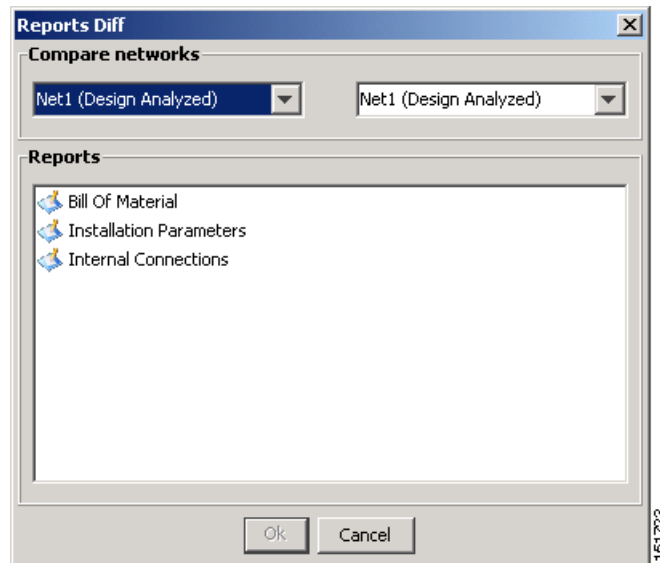 Reports Diff
Compare networks
Net1 (Design Analyzed) Net1 (Design Analyzed)
Reports
Bill Of Material
Installation Parameters
Internal Connections
Ok Cancel